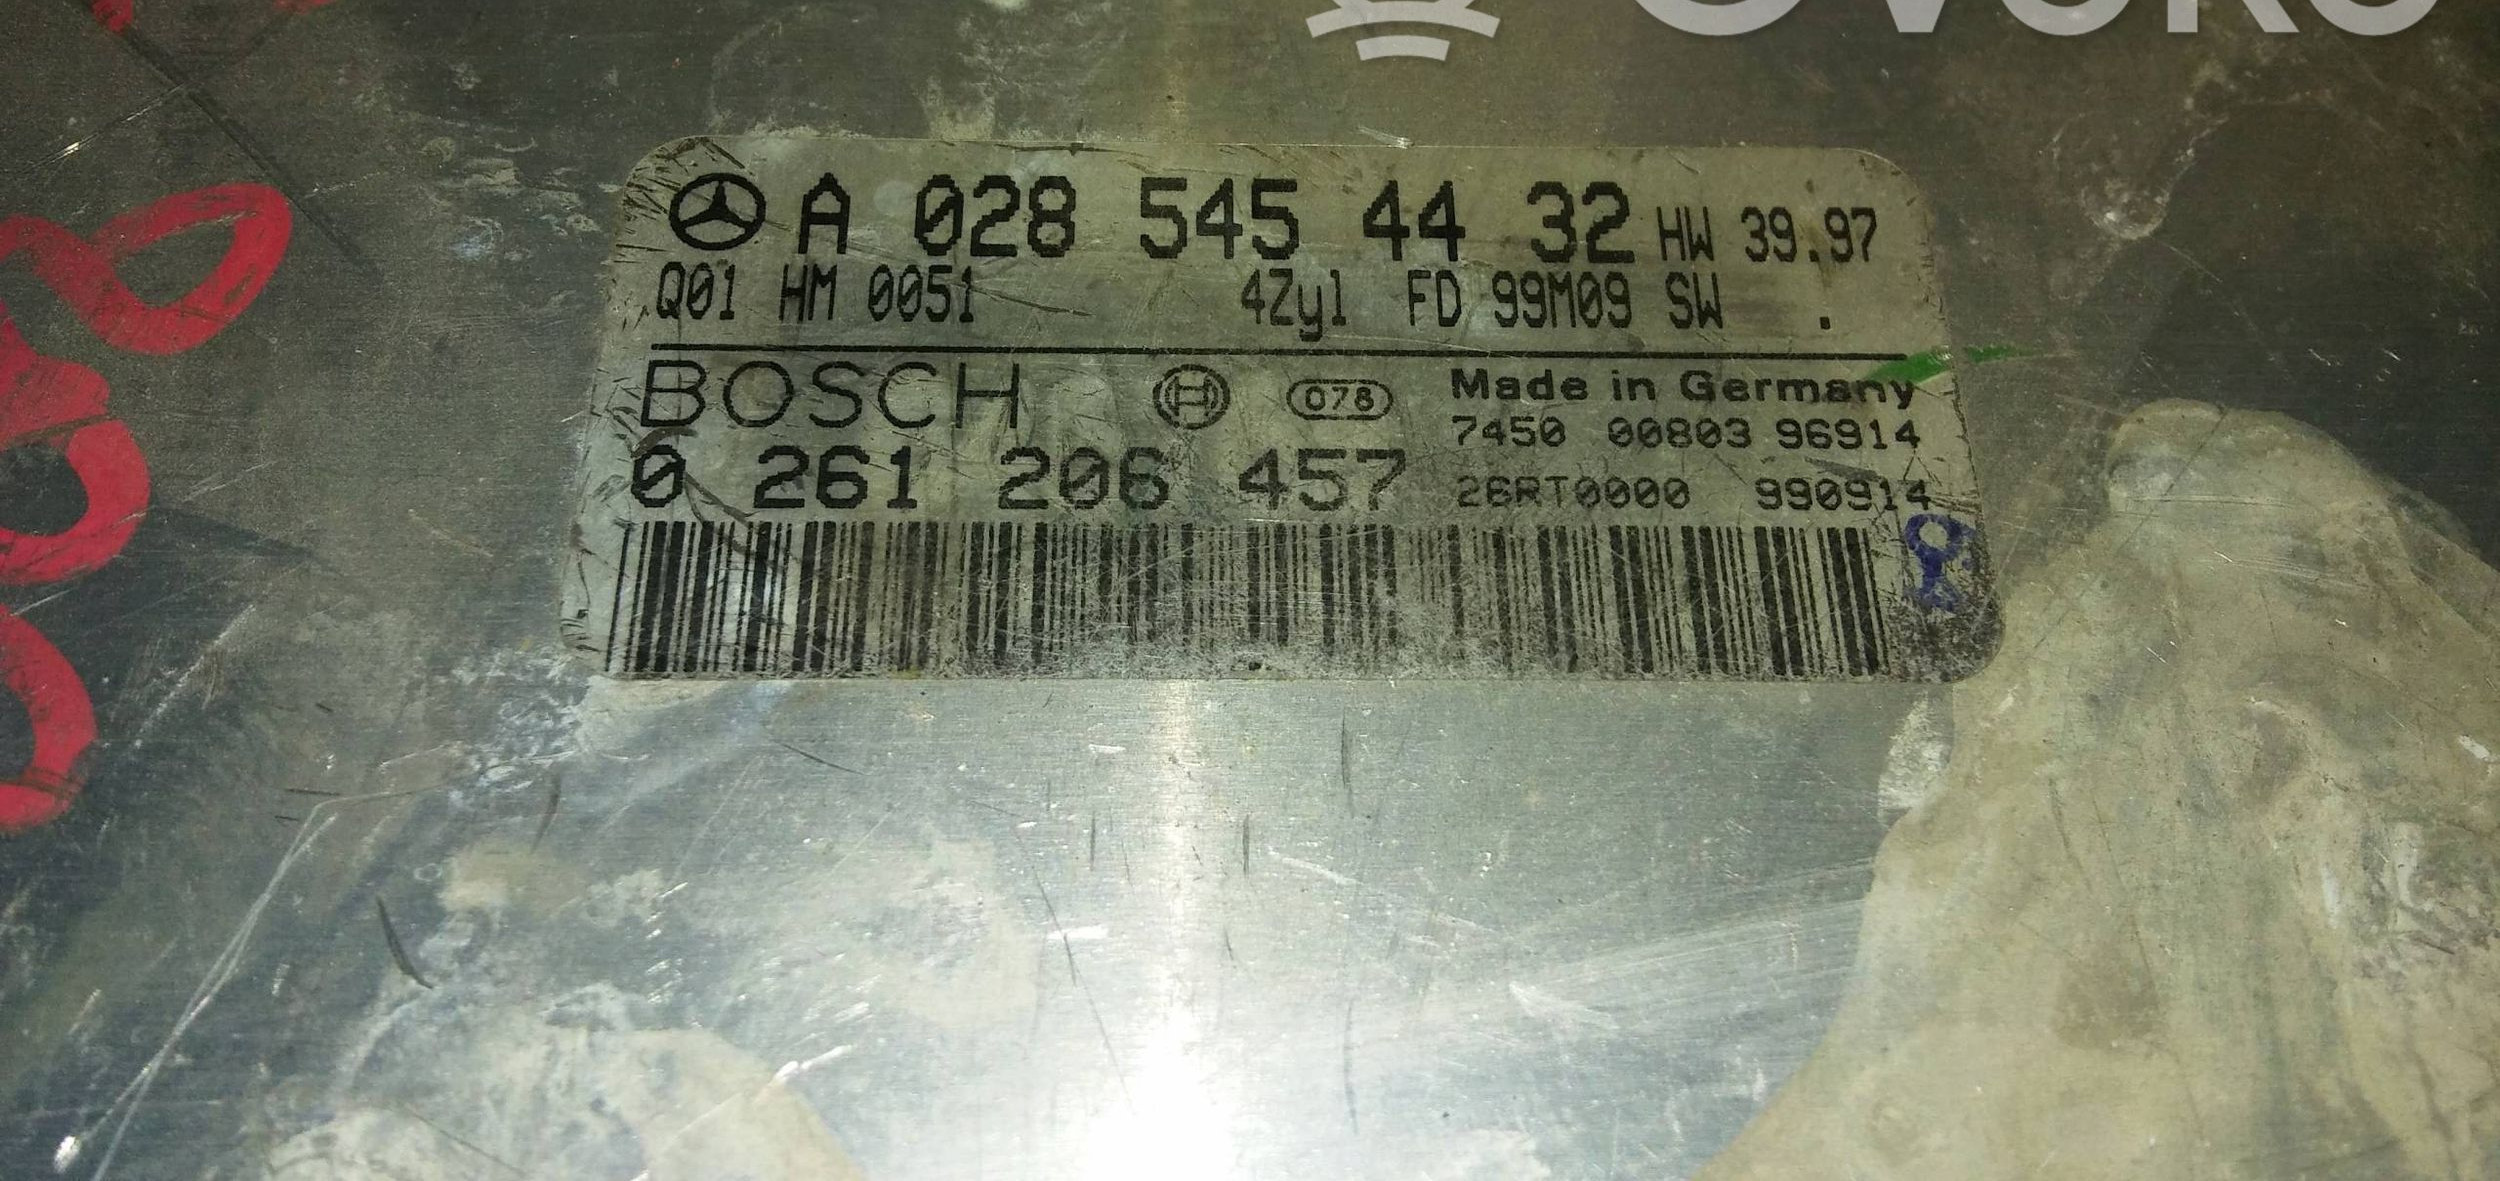 A 028 545 44 32 HW 39.97
Q01 HM 0051 4Zyl FD 99M09 SW .
BOSCH 078 Made in Germany
7450 00803 96914
0 261 206 457 26RT0000 990914